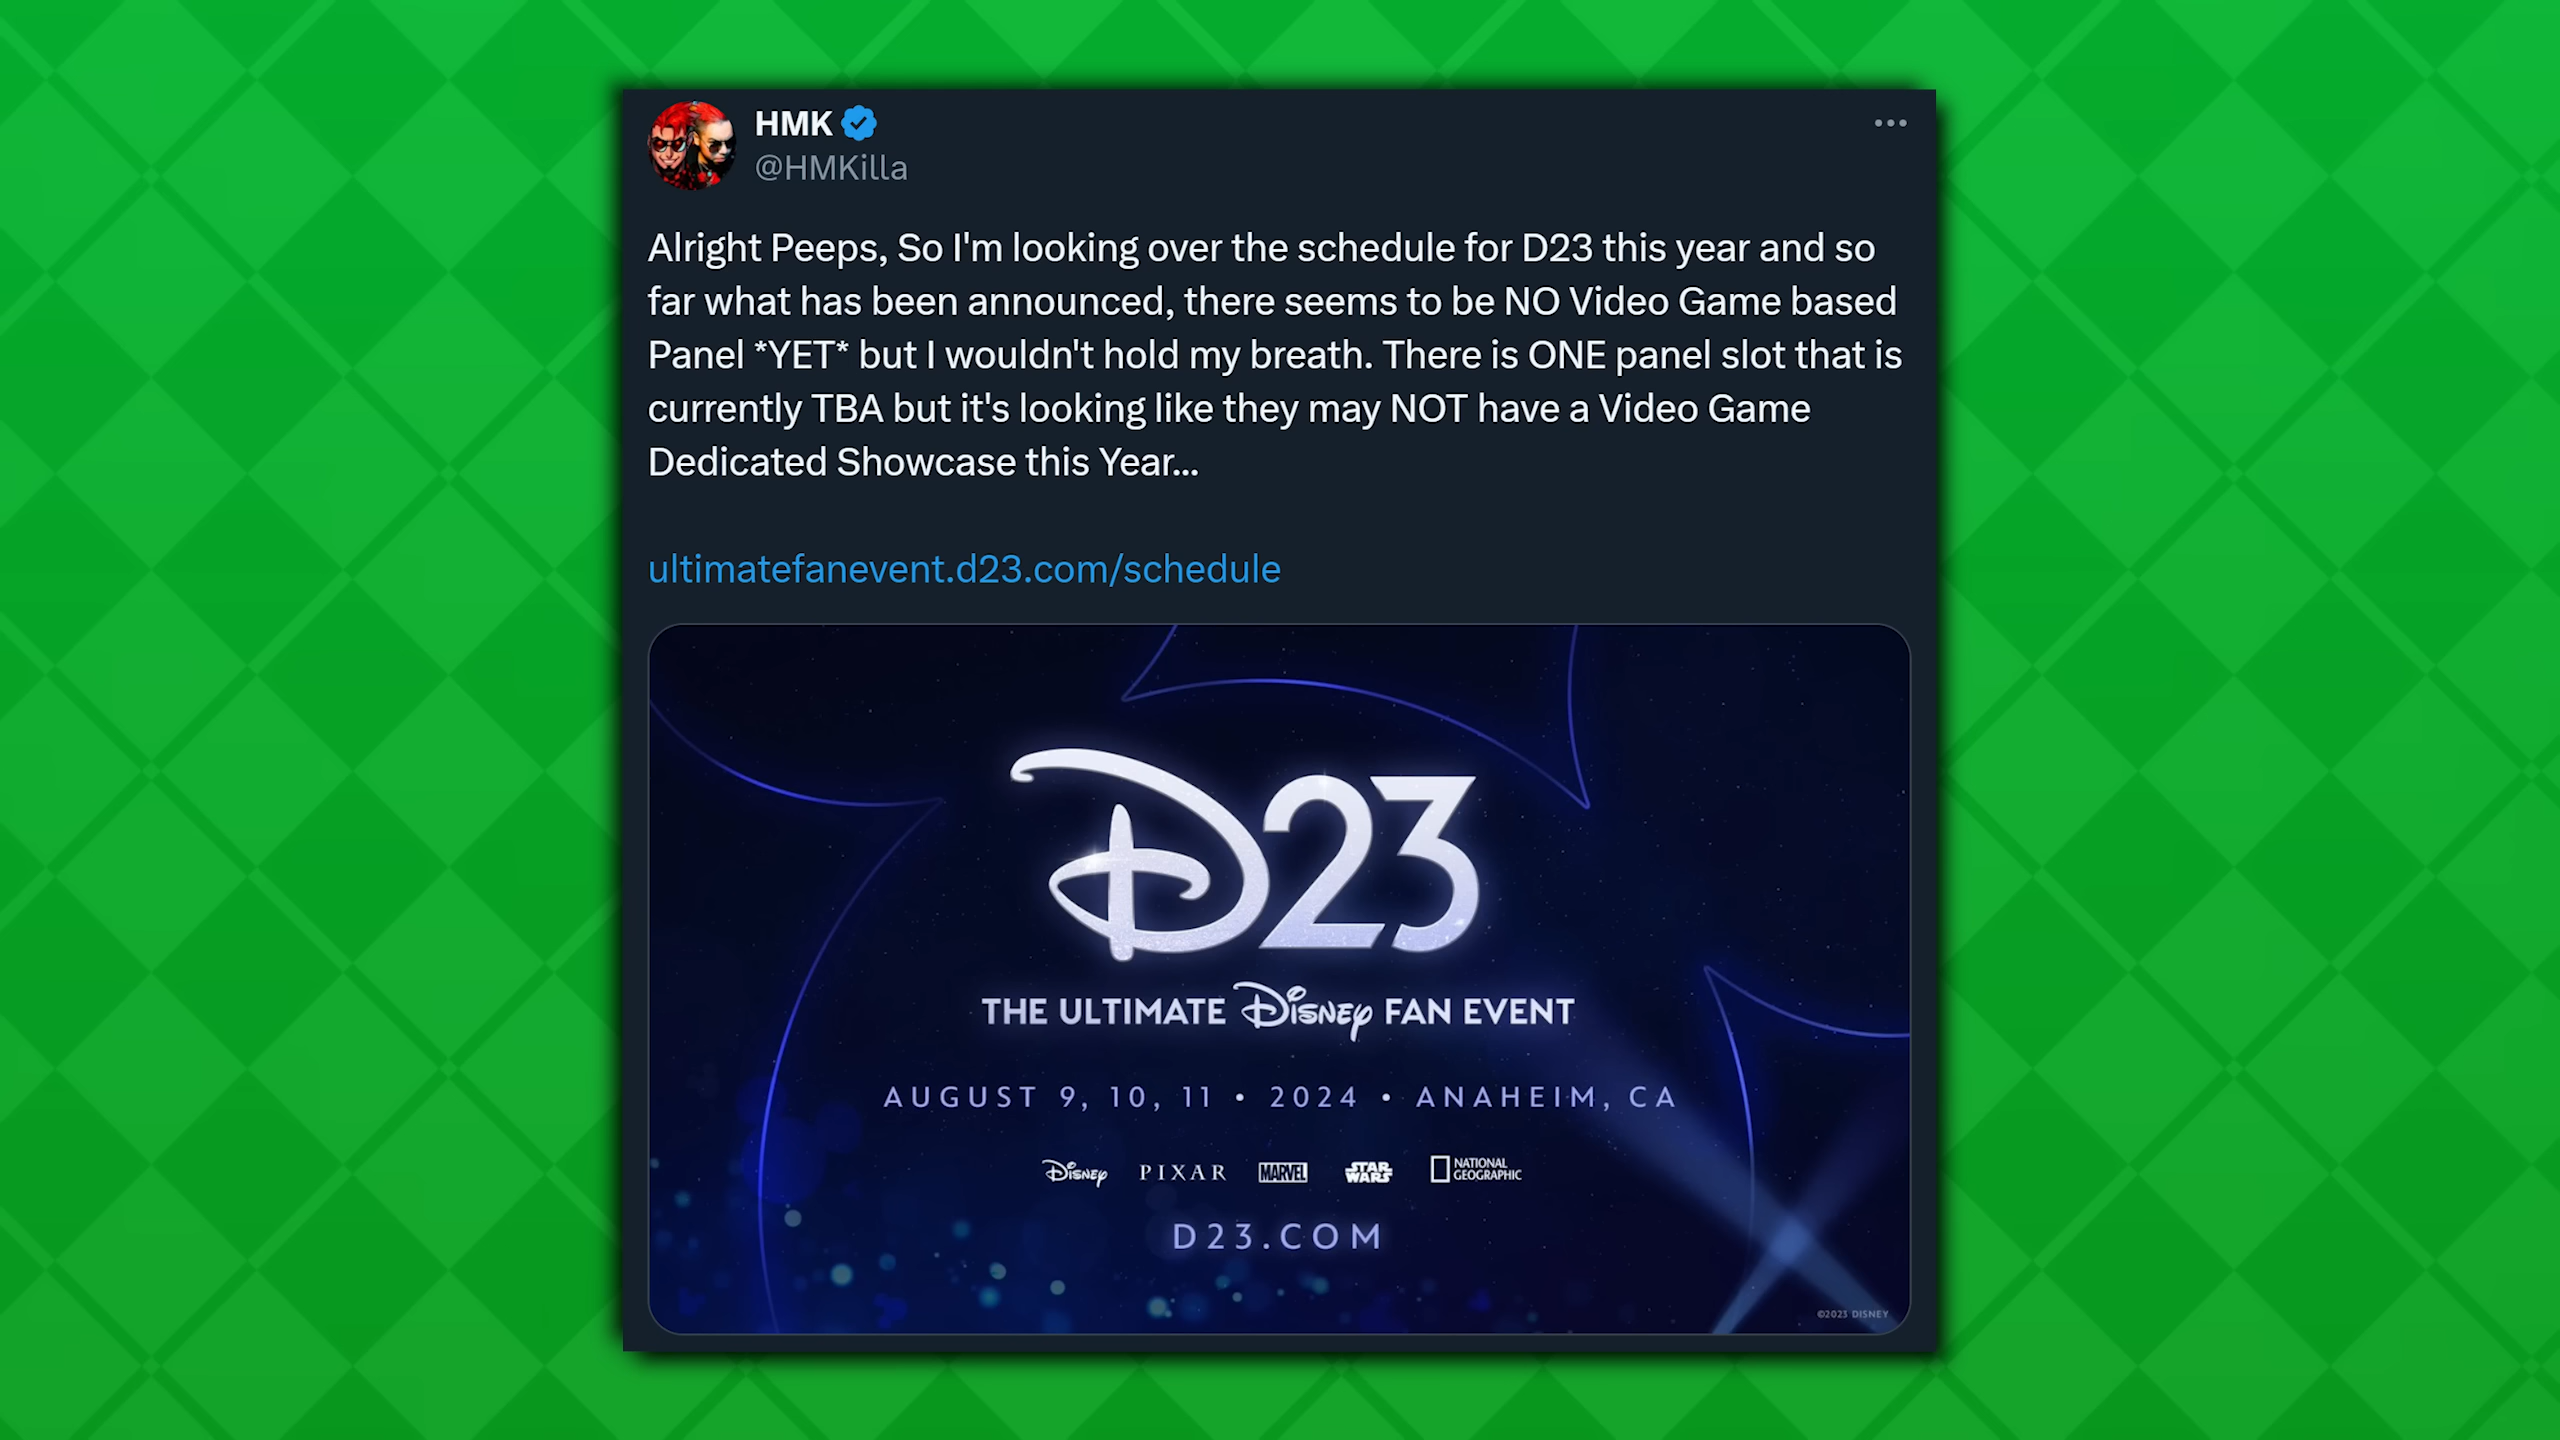 HMK
@HMKilla
Alright Peeps, So I'm looking over the schedule for D23 this year and so
far what has been announced, there seems to be NO Video Game based
Panel *YET* but I wouldn't hold my breath. There is ONE panel slot that is
currently TBA but it's looking like they may NOT have a Video Game
Dedicated Showcase this Year...
ultimatefanevent.d23.com/schedule
D23
THE ULTIMATE Disney FAN EVENT
AUGUST 9, 10, 11 • 2024 • ANAHEIM, CA
Disney PIXAR MARVEL STAR WARS NATIONAL GEOGRAPHIC
D23.COM
©2023 DISNEY